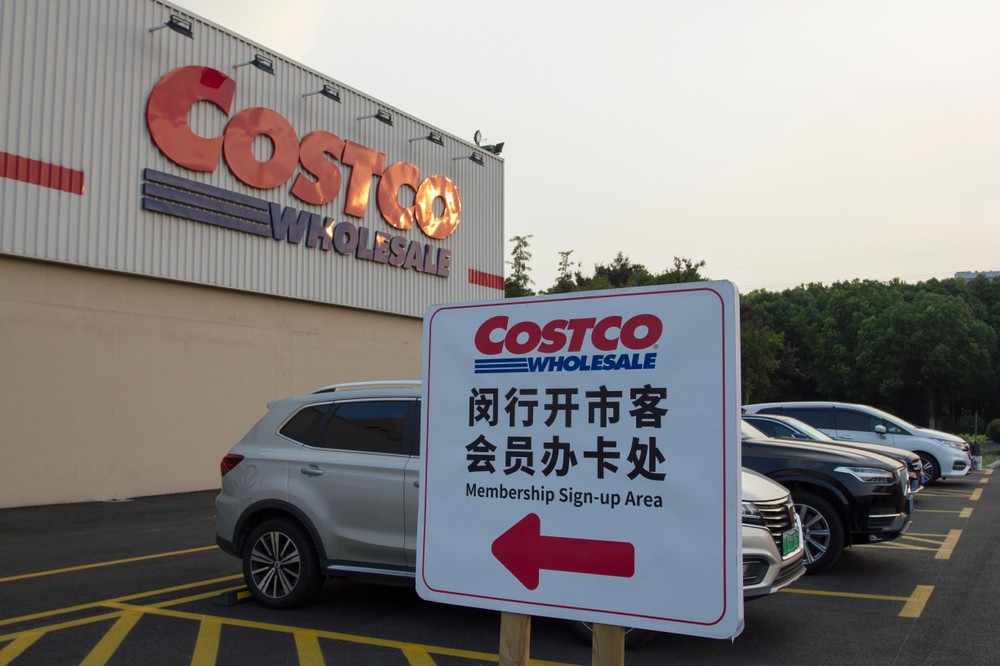 COSTCO
WHOLESALE
COSTCO
WHOLESALE
闵行开市客
会员办卡处
Membership Sign-up Area